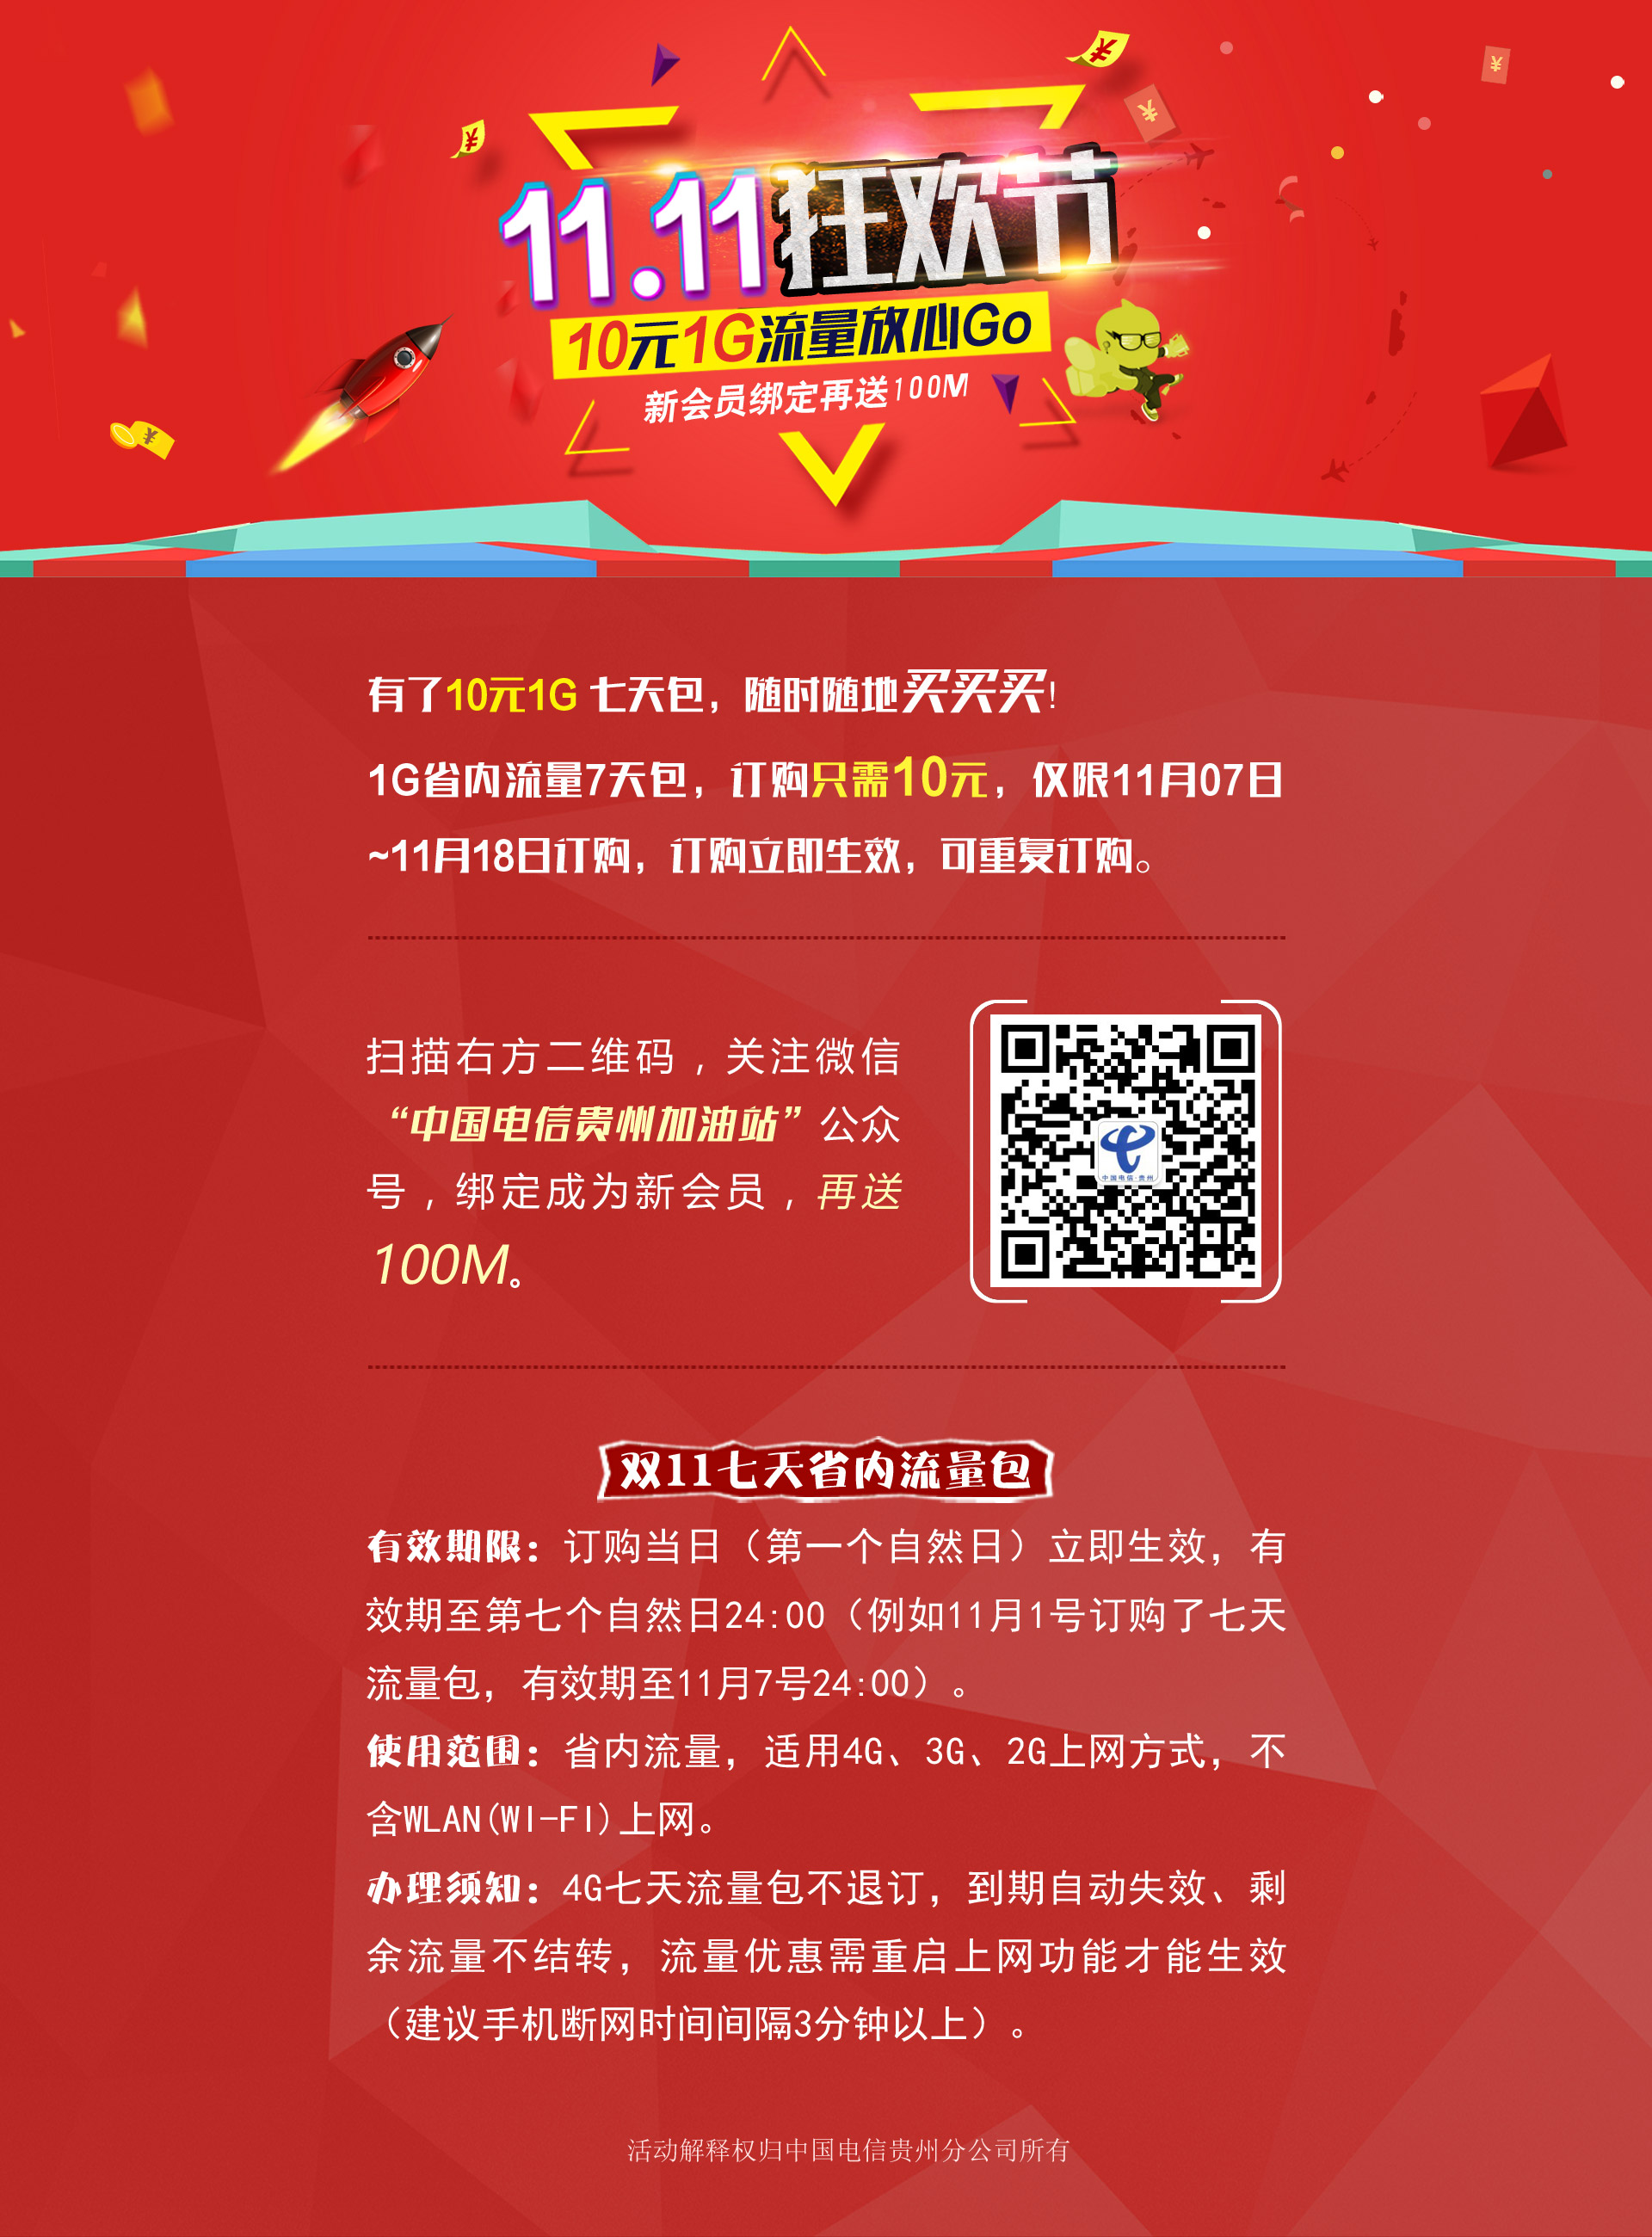 11.11狂欢节
10元1G流量放心Go
新会员绑定再送100M
有了10元1G 七天包，随时随地买买买！
1G省内流量7天包，订购只需10元，仅限11月07日
~11月18日订购，订购立即生效，可重复订购。
扫描右方二维码，关注微信
“中国电信贵州加油站”公众
号，绑定成为新会员，再送
100M。
中国电信·贵州
双11七天省内流量包
有效期限：订购当日（第一个自然日）立即生效，有
效期至第七个自然日24:00（例如11月1号订购了七天
流量包，有效期至11月7号24:00）。
使用范围：省内流量，适用4G、3G、2G上网方式，不
含WLAN(WI-FI)上网。
办理须知：4G七天流量包不退订，到期自动失效、剩
余流量不结转，流量优惠需重启上网功能才能生效
（建议手机断网时间间隔3分钟以上）。
活动解释权归中国电信贵州分公司所有